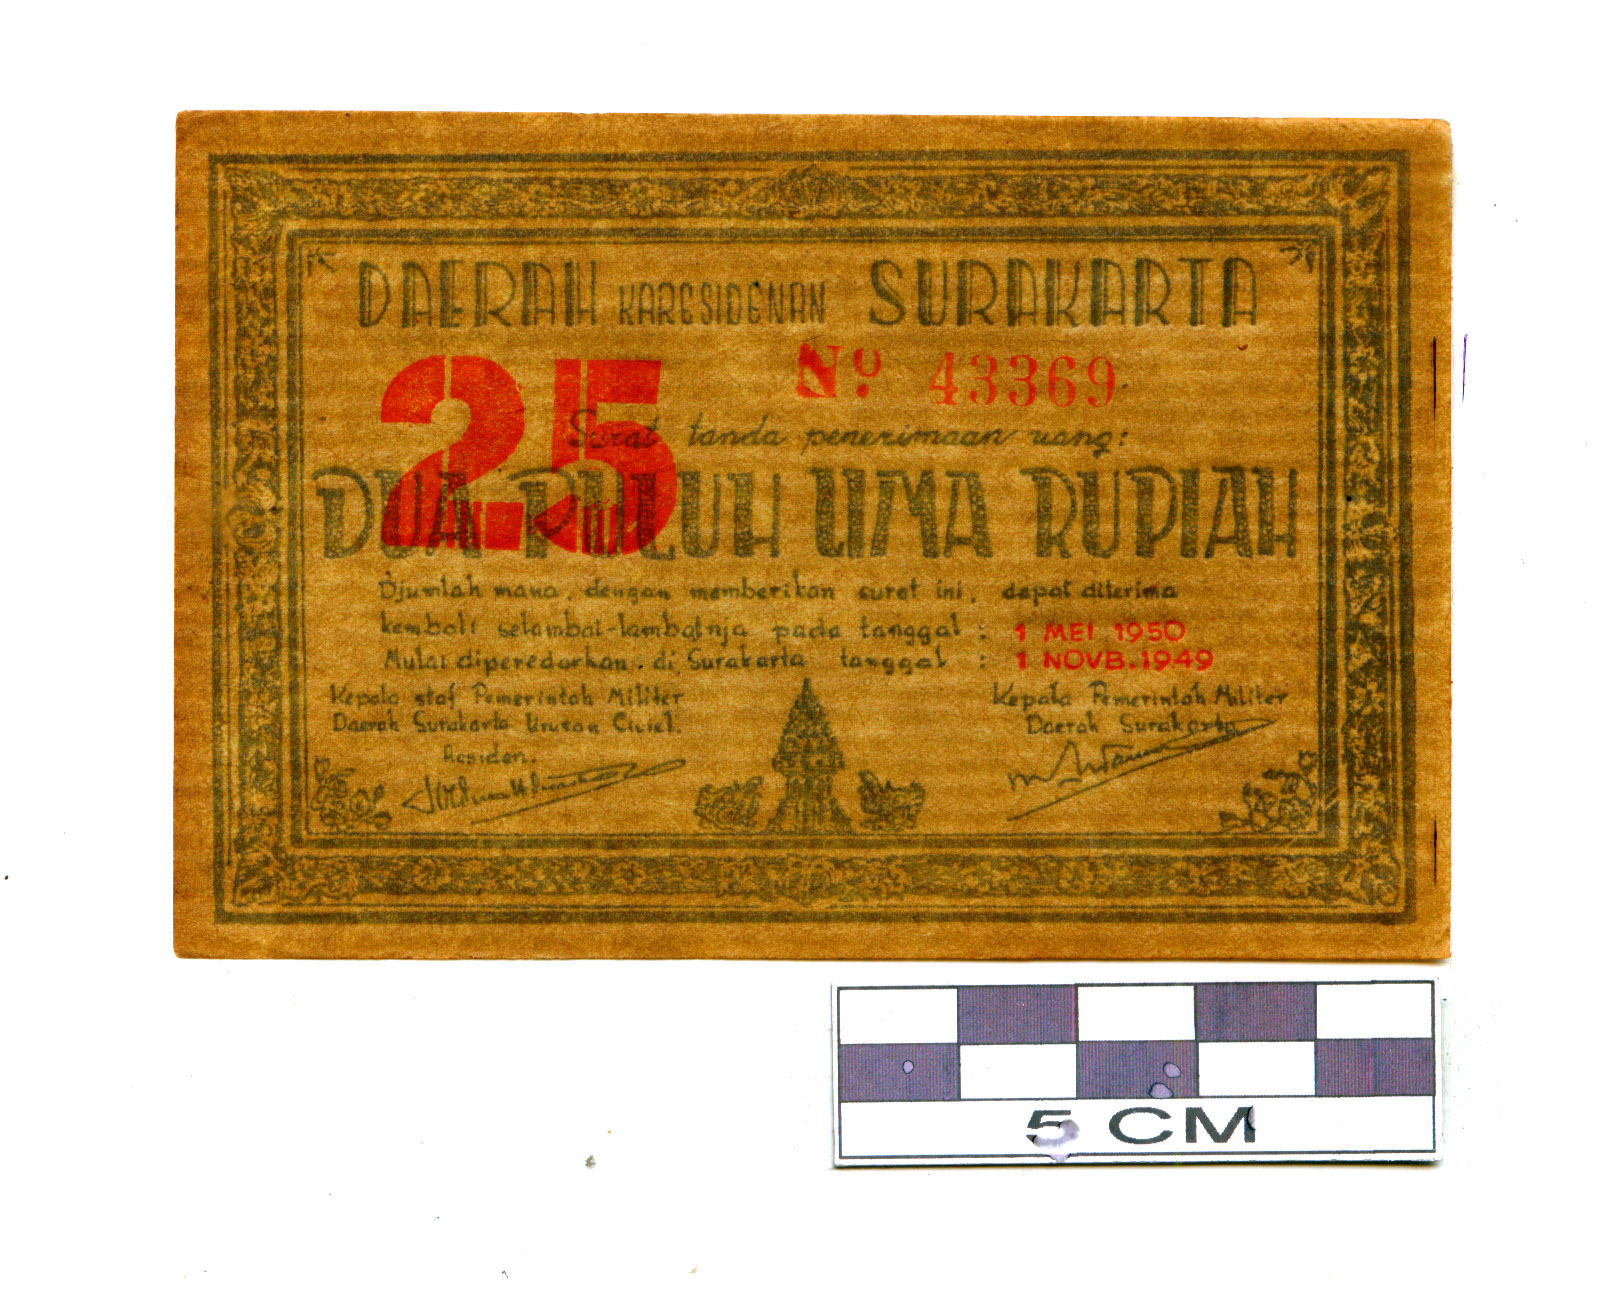 DAERAH KARESIDENAN SURAKARTA
25 No 43369
Surat tanda penerimaan uang:
DUA PULUH LIMA RUPIAH
Djumlah mana, dengan memberikan surat ini, dapat diterima
kembali selambat-lambatnja pada tanggal : 1 MEI 1950
Mulai diperedarkan di Surakarta tanggal : 1 NOVB.1949
Kepala staf Pemerintah Militer
Daerah Surakarta Urusan Civiel.
Residen.
Kepala Pemerintah Militer
Daerah Surakarta
5 CM